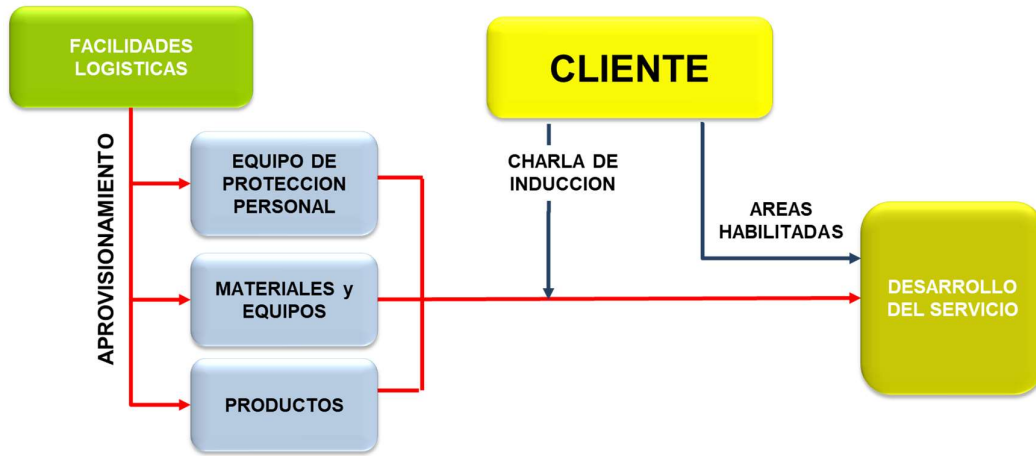 FACILIDADES
LOGISTICAS
APROVISIONAMIENTO
EQUIPO DE
PROTECCION
PERSONAL
MATERIALES y
EQUIPOS
PRODUCTOS
CLIENTE
CHARLA DE
INDUCCION
AREAS
HABILITADAS
DESARROLLO
DEL SERVICIO